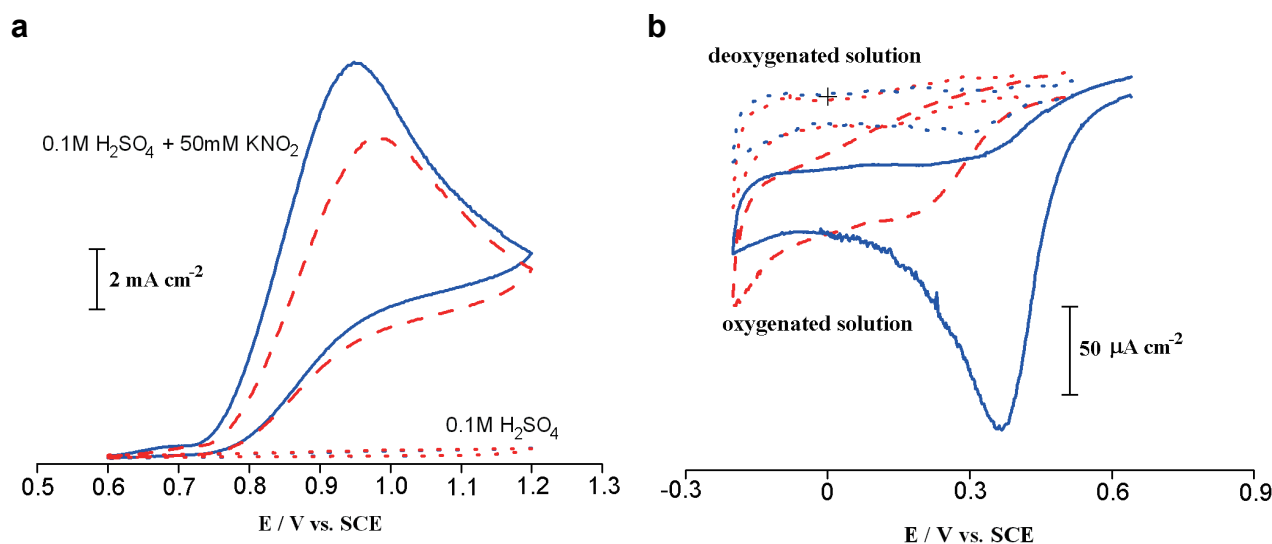 a
0.1M H₂SO₄ + 50mM KNO₂
2 mA cm⁻²
0.1M H₂SO₄
0.5 0.6 0.7 0.8 0.9 1.0 1.1 1.2 1.3
E / V vs. SCE
b
deoxygenated solution
oxygenated solution
50 μA cm⁻²
-0.3 0 0.3 0.6 0.9
E / V vs. SCE